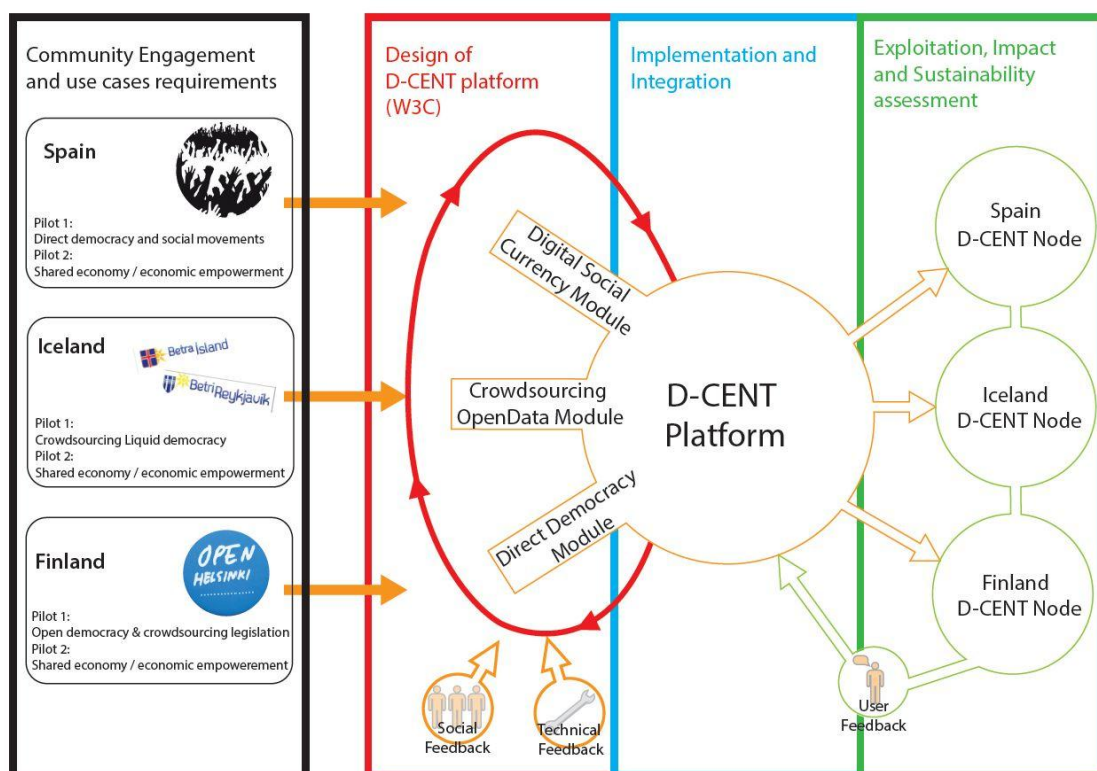 Community Engagement
and use cases requirements
Spain
Pilot 1:
Direct democracy and social movements
Pilot 2:
Shared economy / economic empowerment
Iceland
Betra Ísland
Betri Reykjavík
Pilot 1:
Crowdsourcing Liquid democracy
Pilot 2:
Shared economy / economic empowerment
Finland
OPEN
HELSINKI
Pilot 1:
Open democracy & crowdsourcing legislation
Pilot 2:
Shared economy / economic empowerement
Design of
D-CENT platform
(W3C)
Digital Social
Currency Module
Crowdsourcing
OpenData Module
Direct Democracy
Module
Social
Feedback
Technical
Feedback
Implementation and
Integration
D-CENT
Platform
Exploitation, Impact
and Sustainability
assessment
Spain
D-CENT Node
Iceland
D-CENT Node
Finland
D-CENT Node
User
Feedback